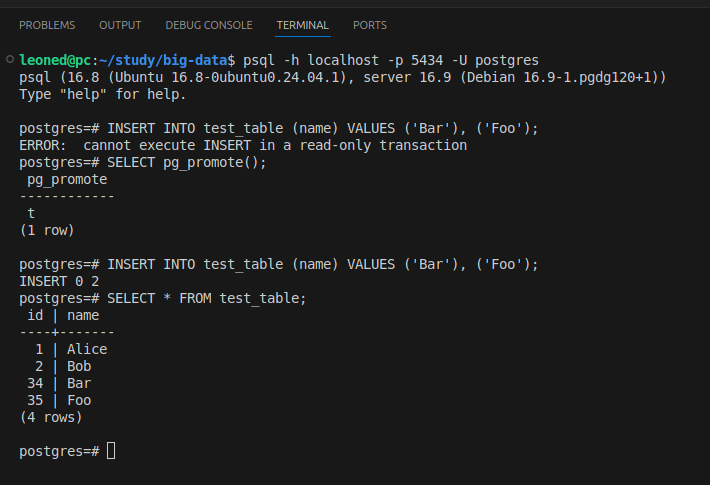 PROBLEMS OUTPUT DEBUG CONSOLE TERMINAL PORTS
leoned@pc:~/study/big-data$ psql -h localhost -p 5434 -U postgres
psql (16.8 (Ubuntu 16.8-0ubuntu0.24.04.1), server 16.9 (Debian 16.9-1.pgdg120+1))
Type "help" for help.

postgres=# INSERT INTO test_table (name) VALUES ('Bar'), ('Foo');
ERROR:  cannot execute INSERT in a read-only transaction
postgres=# SELECT pg_promote();
 pg_promote
------------
 t
(1 row)

postgres=# INSERT INTO test_table (name) VALUES ('Bar'), ('Foo');
INSERT 0 2
postgres=# SELECT * FROM test_table;
 id | name
----+-------
  1 | Alice
  2 | Bob
 34 | Bar
 35 | Foo
(4 rows)

postgres=#